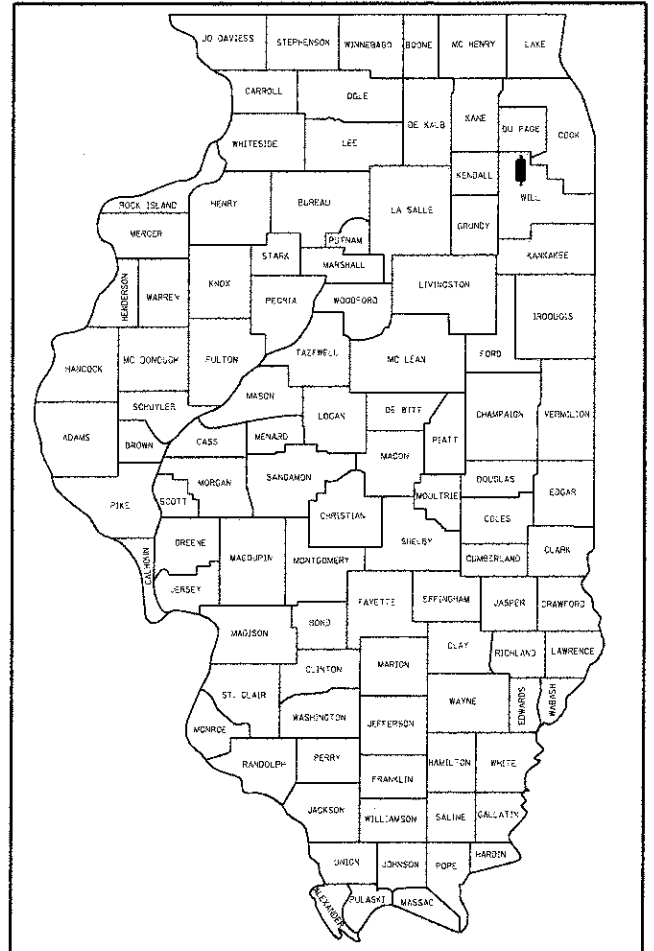 JO DAVIESS STEPHENSON WINNEBAGO BOONE MC HENRY LAKE
CARROLL OGLE DE KALB KANE DU PAGE COOK
WHITESIDE LEE KENDALL WILL
ROCK ISLAND HENRY BUREAU LA SALLE GRUNDY
MERCER PUTNAM KANKAKEE
STARK MARSHALL
HENDERSON WARREN KNOX PEORIA WOODFORD LIVINGSTON IROQUOIS
HANCOCK MC DONOUGH FULTON TAZEWELL MC LEAN FORD
SCHUYLER MASON LOGAN DE WITT CHAMPAIGN VERMILION
ADAMS BROWN CASS MENARD MACON PIATT
PIKE SCOTT MORGAN SANGAMON CHRISTIAN MOULTRIE DOUGLAS EDGAR
COLES
CALHOUN GREENE MACOUPIN MONTGOMERY SHELBY CUMBERLAND CLARK
JERSEY FAYETTE EFFINGHAM JASPER CRAWFORD
MADISON BOND CLAY RICHLAND LAWRENCE
CLINTON MARION
ST. CLAIR WASHINGTON WAYNE EDWARDS WABASH
MONROE JEFFERSON
RANDOLPH PERRY FRANKLIN HAMILTON WHITE
JACKSON WILLIAMSON SALINE GALLATIN
UNION JOHNSON POPE HARDIN
ALEXANDER PULASKI MASSAC